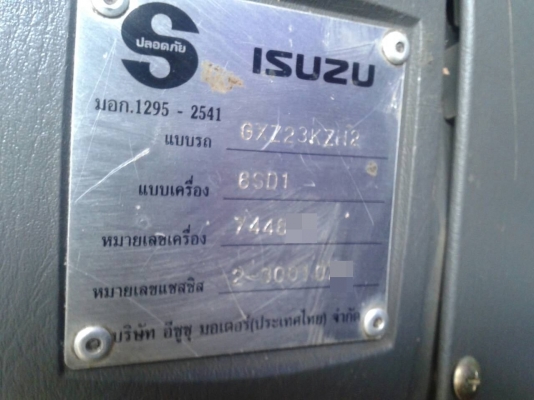 ปลอดภัย
S
ISUZU
มอก.1295 - 2541
แบบรถ GXZ23KZN2
แบบเครื่อง 6SD1
หมายเลขเครื่อง 7448
หมายเลขแชสซิส
บริษัท อีซูซุ มอเตอร์(ประเทศไทย) จำกัด